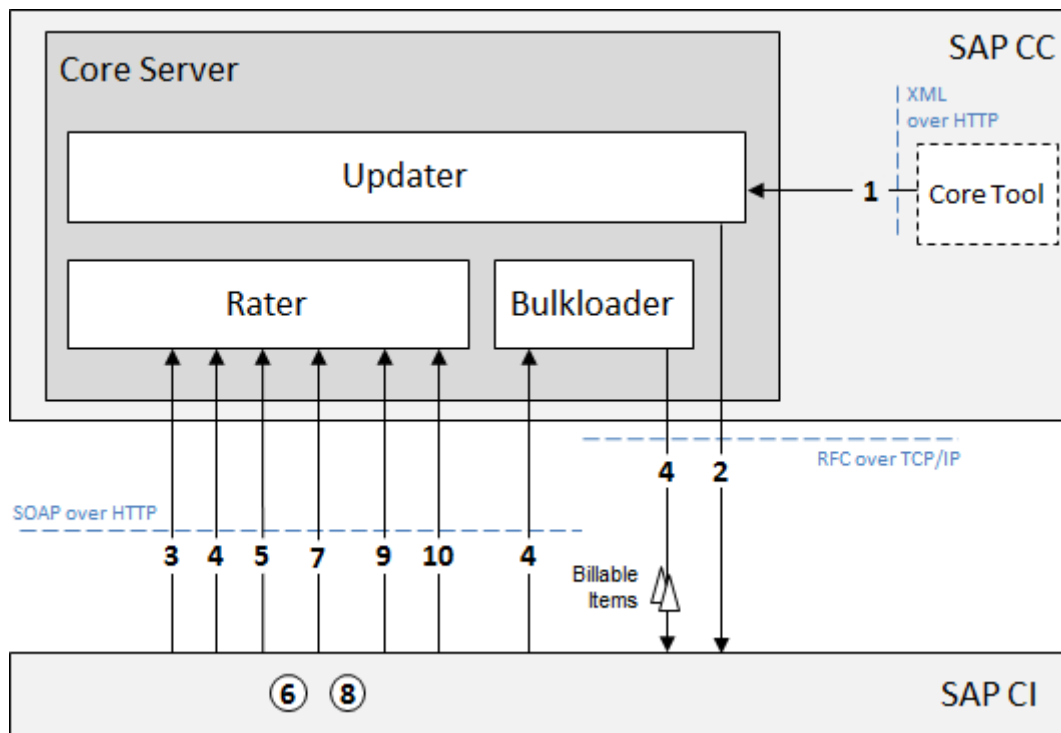 SAP CC
Core Server
XML
over HTTP
Updater
1
Core Tool
Rater
Bulkloader
RFC over TCP/IP
4
2
SOAP over HTTP
3
4
5
7
9
10
4
Billable
Items
6
8
SAP CI